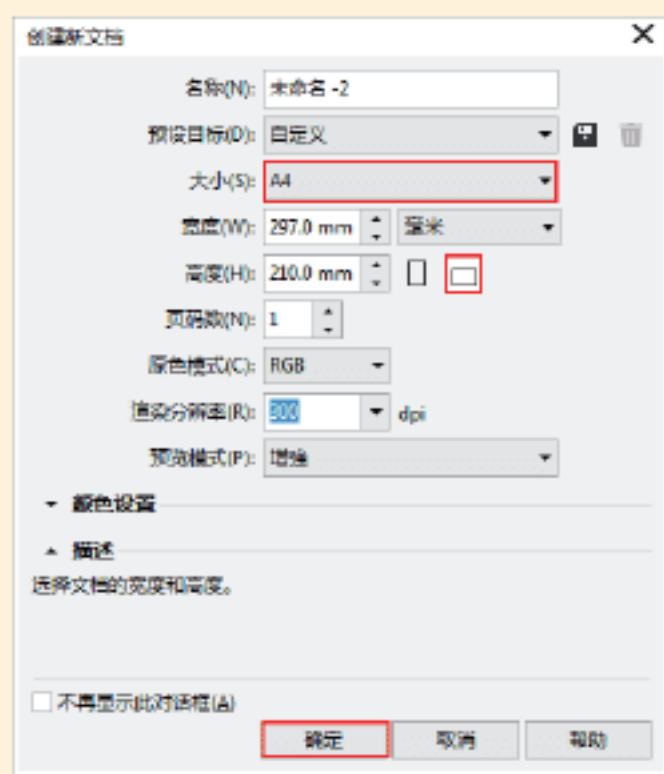 创建新文档
名称(N): 未命名 -2
预设目标(D): 自定义
大小(S): A4
宽度(W): 297.0 mm 毫米
高度(H): 210.0 mm
页码数(N): 1
原色模式(C): RGB
渲染分辨率(R): 300 dpi
预览模式(P): 增强
颜色设置
描述
选择文档的宽度和高度。
不再显示此对话框(A)
确定 取消 帮助